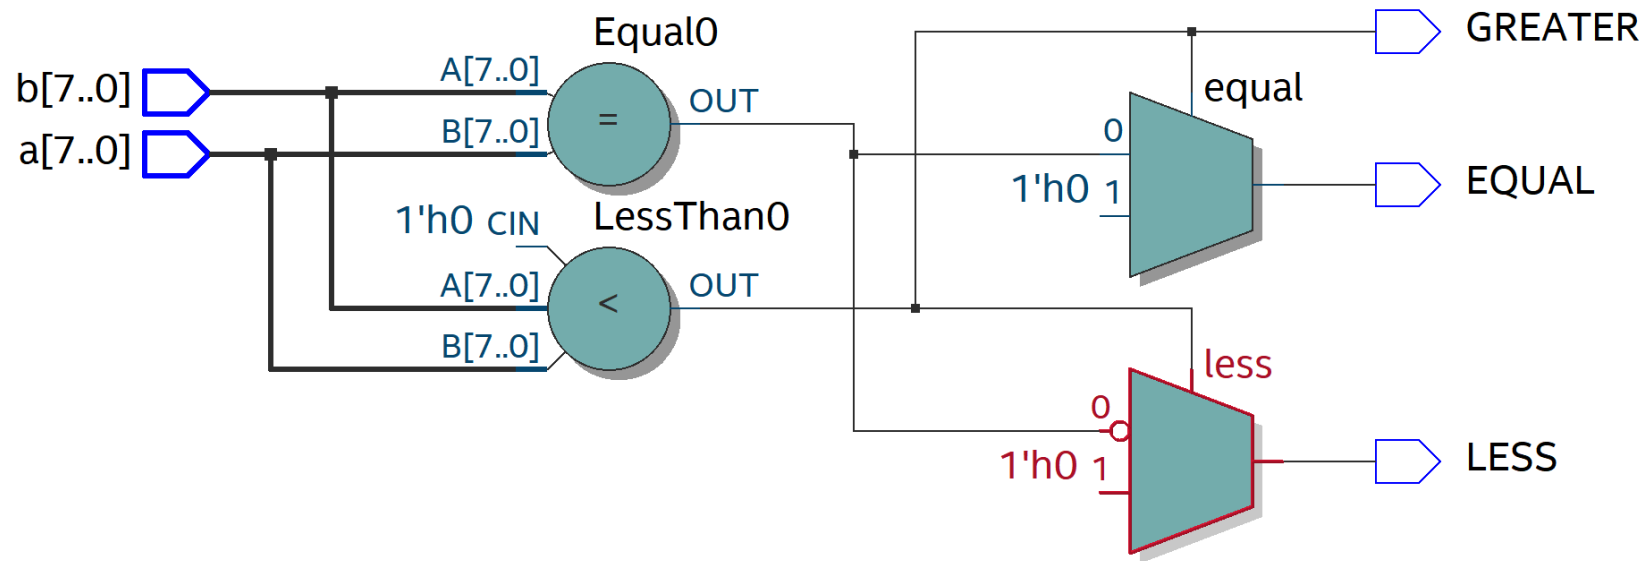 Equal0
b[7..0]
A[7..0]
OUT
=
a[7..0]
B[7..0]
1'h0 CIN
LessThan0
A[7..0]
OUT
<
B[7..0]
GREATER
equal
0
1'h0 1
EQUAL
less
0
1'h0 1
LESS